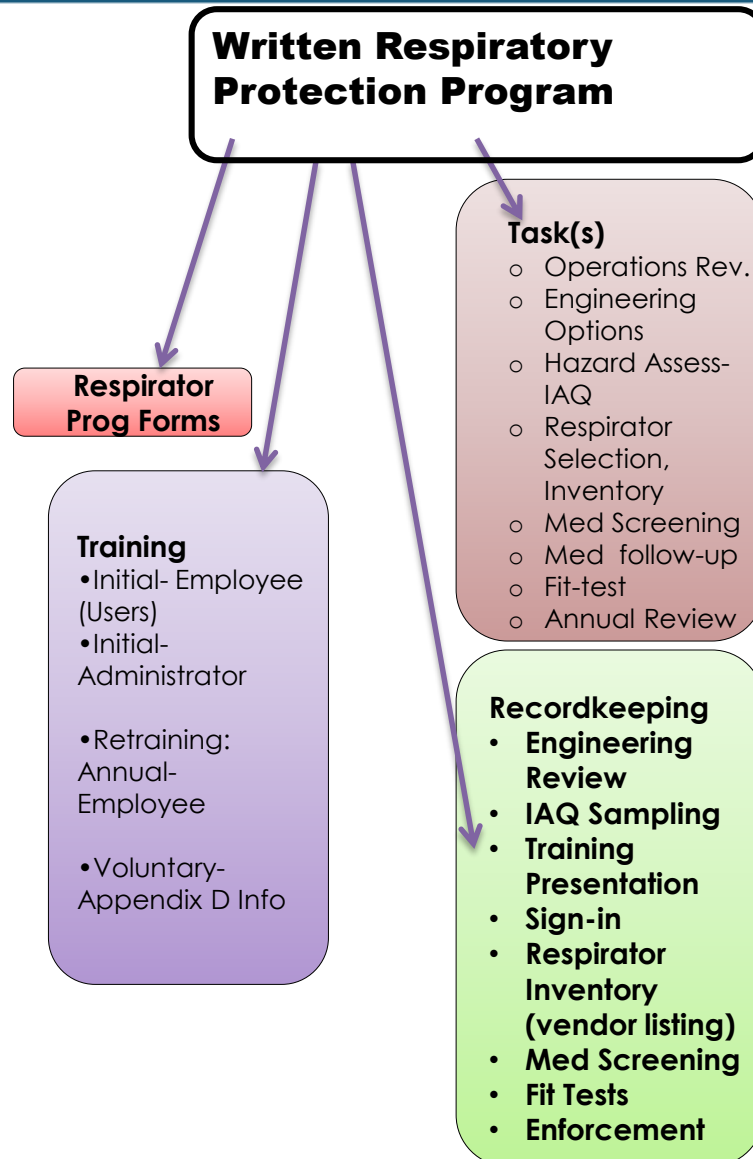 Written Respiratory
Protection Program
Respirator
Prog Forms
Training
•Initial- Employee
(Users)
•Initial-
Administrator
•Retraining:
Annual-
Employee
•Voluntary-
Appendix D Info
Task(s)
o Operations Rev.
o Engineering
Options
o Hazard Assess-
IAQ
o Respirator
Selection,
Inventory
o Med Screening
o Med  follow-up
o Fit-test
o Annual Review
Recordkeeping
• Engineering
Review
• IAQ Sampling
• Training
Presentation
• Sign-in
• Respirator
Inventory
(vendor listing)
• Med Screening
• Fit Tests
• Enforcement